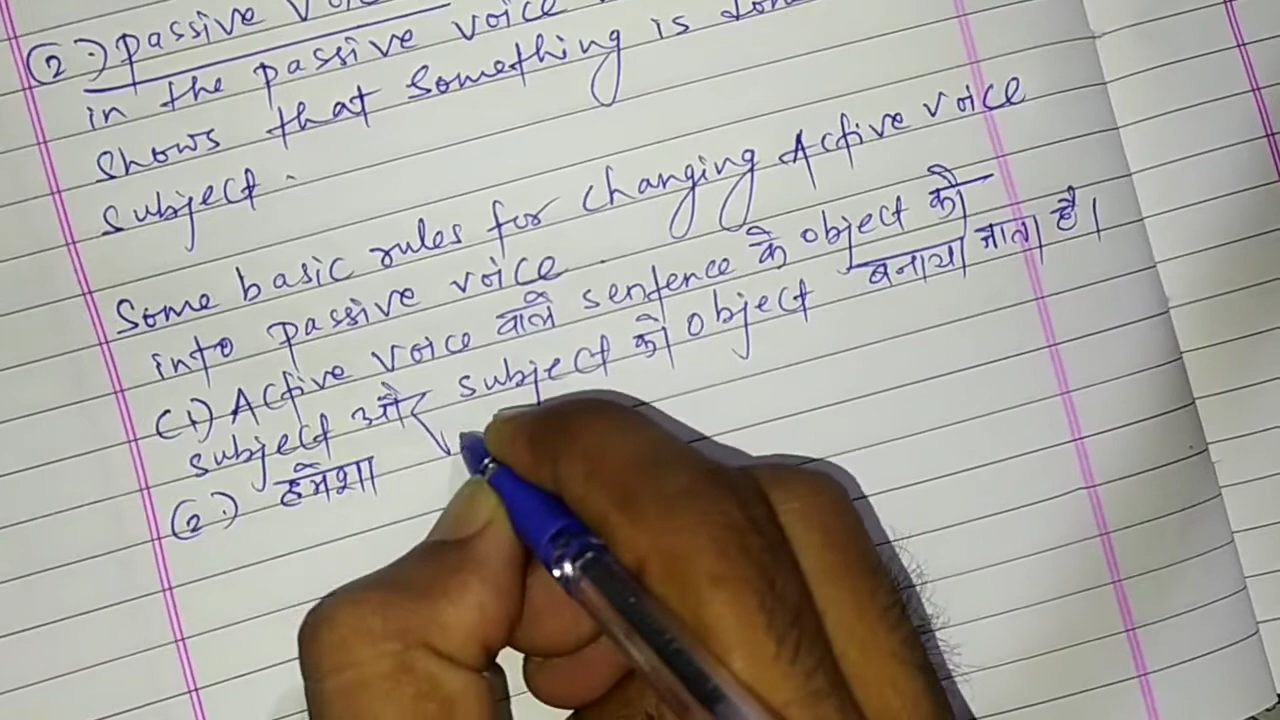 (2.) Passive
in the passive voice
shows that something is
subject.
Some basic rules for changing Active voice
into passive voice
(1) Active voice वाले sentence के object को
subject और subject को object बनाया जाता है।
(2.) हमेशा